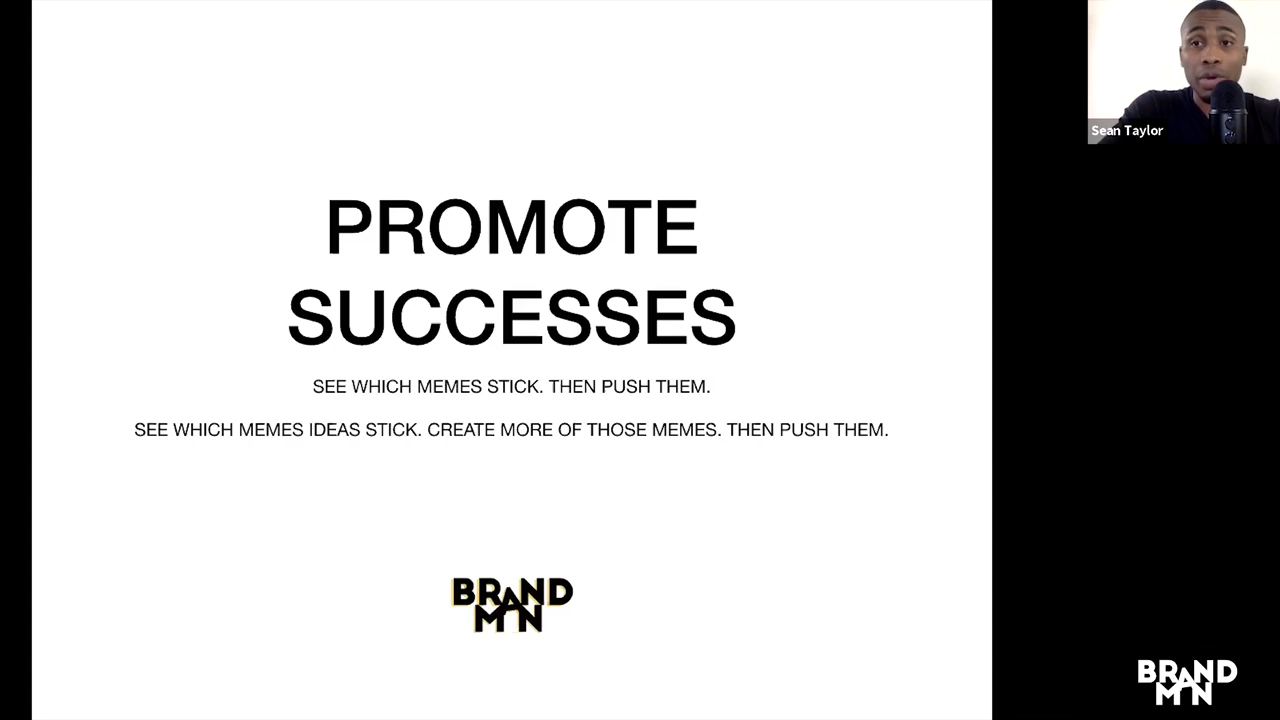 PROMOTE
SUCCESSES
SEE WHICH MEMES STICK. THEN PUSH THEM.
SEE WHICH MEMES IDEAS STICK. CREATE MORE OF THOSE MEMES. THEN PUSH THEM.
BRAND
MAN
Sean Taylor
BRAND
MAN